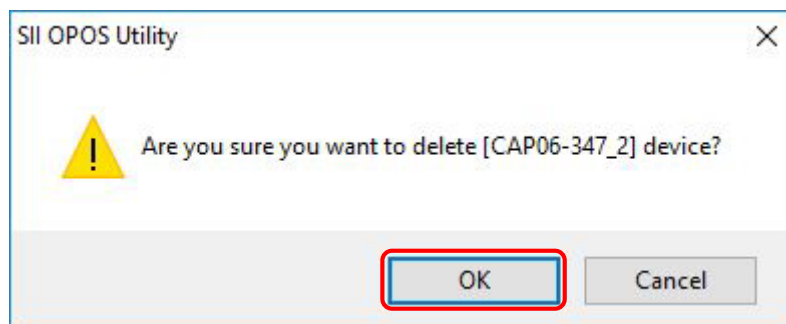 SII OPOS Utility
Are you sure you want to delete [CAP06-347_2] device?
OK Cancel